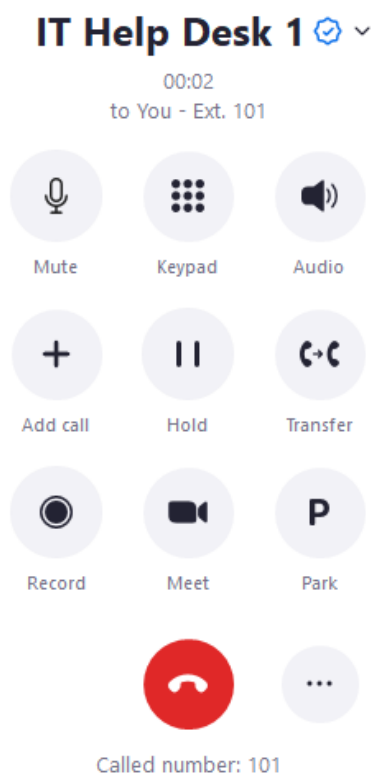 IT Help Desk 1
00:02
to You - Ext. 101
Mute Keypad Audio
Add call Hold Transfer
P
Record Meet Park
Called number: 101